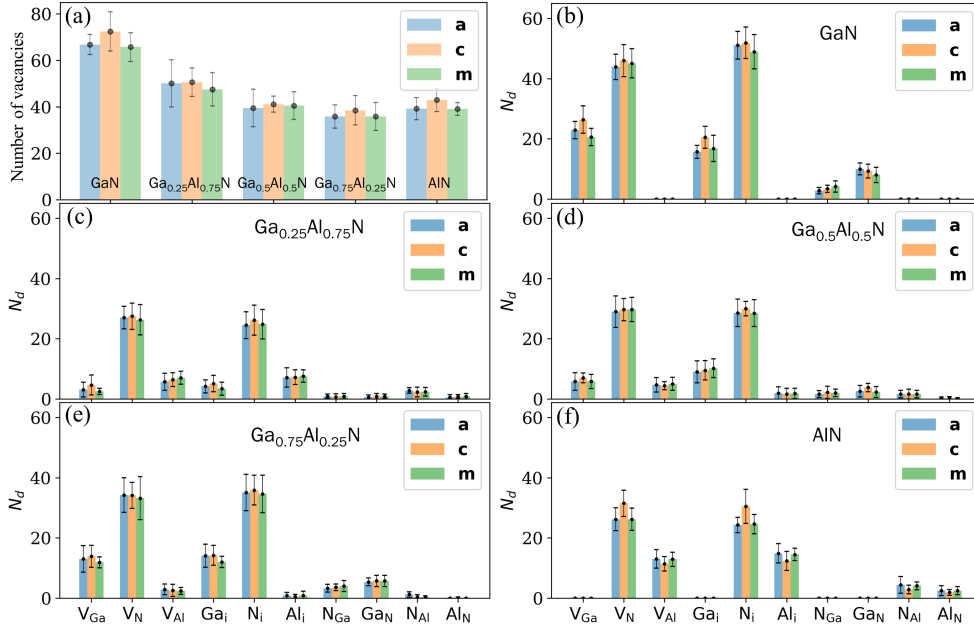 (a)
a
c
m
Number of vacancies
80
60
40
20
0
GaN
Ga0.25Al0.75N
Ga0.5Al0.5N
Ga0.75Al0.25N
AlN
(b)
GaN
a
c
m
Nd
60
40
20
0
(c)
Ga0.25Al0.75N
a
c
m
Nd
60
40
20
0
(d)
Ga0.5Al0.5N
a
c
m
Nd
60
40
20
0
(e)
Ga0.75Al0.25N
a
c
m
Nd
60
40
20
0
VGa VN VAl Gai Ni Ali NGa GaN NAl AlN
(f)
AlN
a
c
m
Nd
60
40
20
0
VGa VN VAl Gai Ni Ali NGa GaN NAl AlN